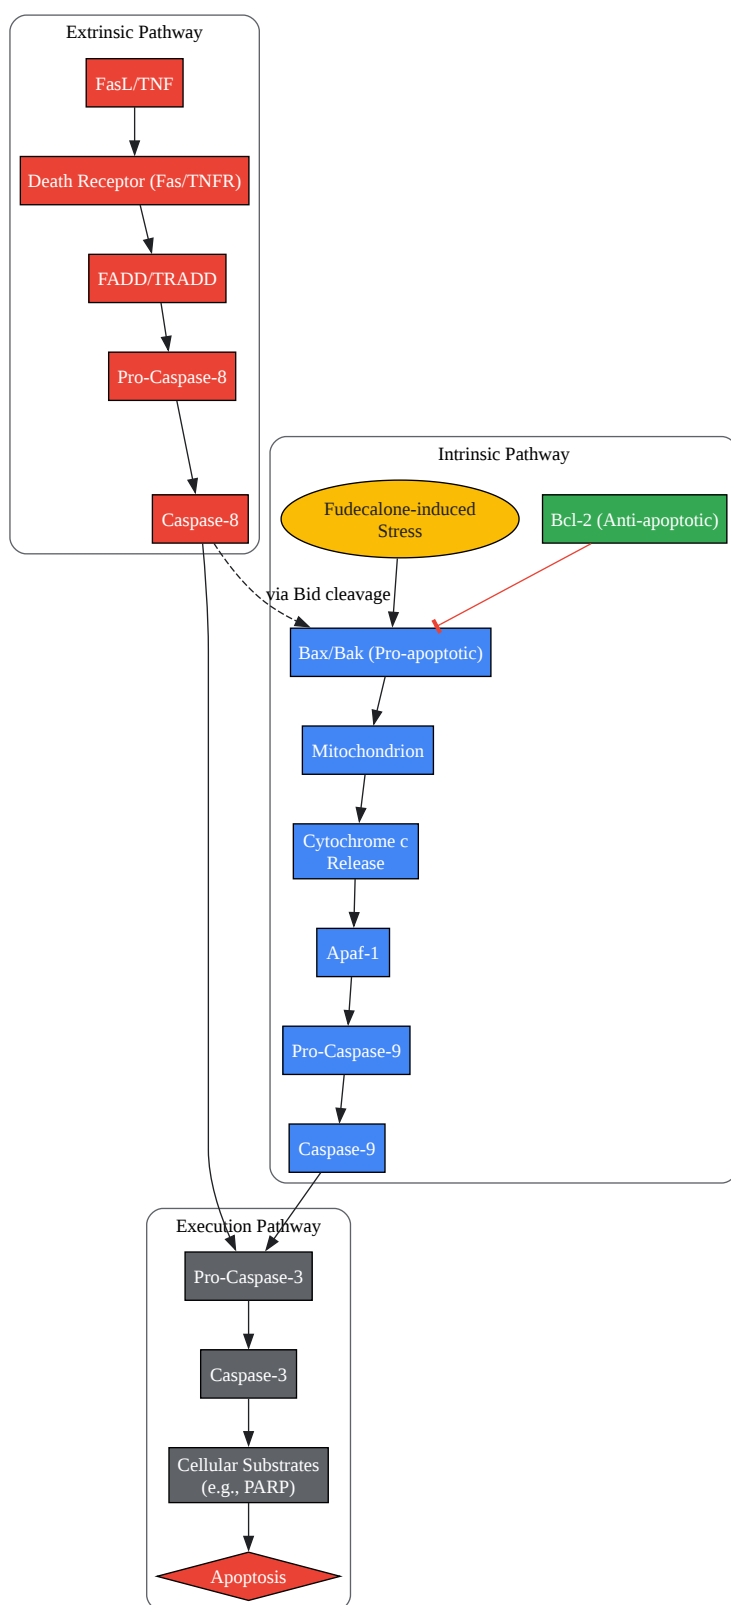 Extrinsic Pathway
FasL/TNF
Death Receptor (Fas/TNFR)
FADD/TRADD
Pro-Caspase-8
Caspase-8
Intrinsic Pathway
Fudecalone-induced
Stress
Bcl-2 (Anti-apoptotic)
via Bid cleavage
Bax/Bak (Pro-apoptotic)
Mitochondrion
Cytochrome c
Release
Apaf-1
Pro-Caspase-9
Caspase-9
Execution Pathway
Pro-Caspase-3
Caspase-3
Cellular Substrates
(e.g., PARP)
Apoptosis